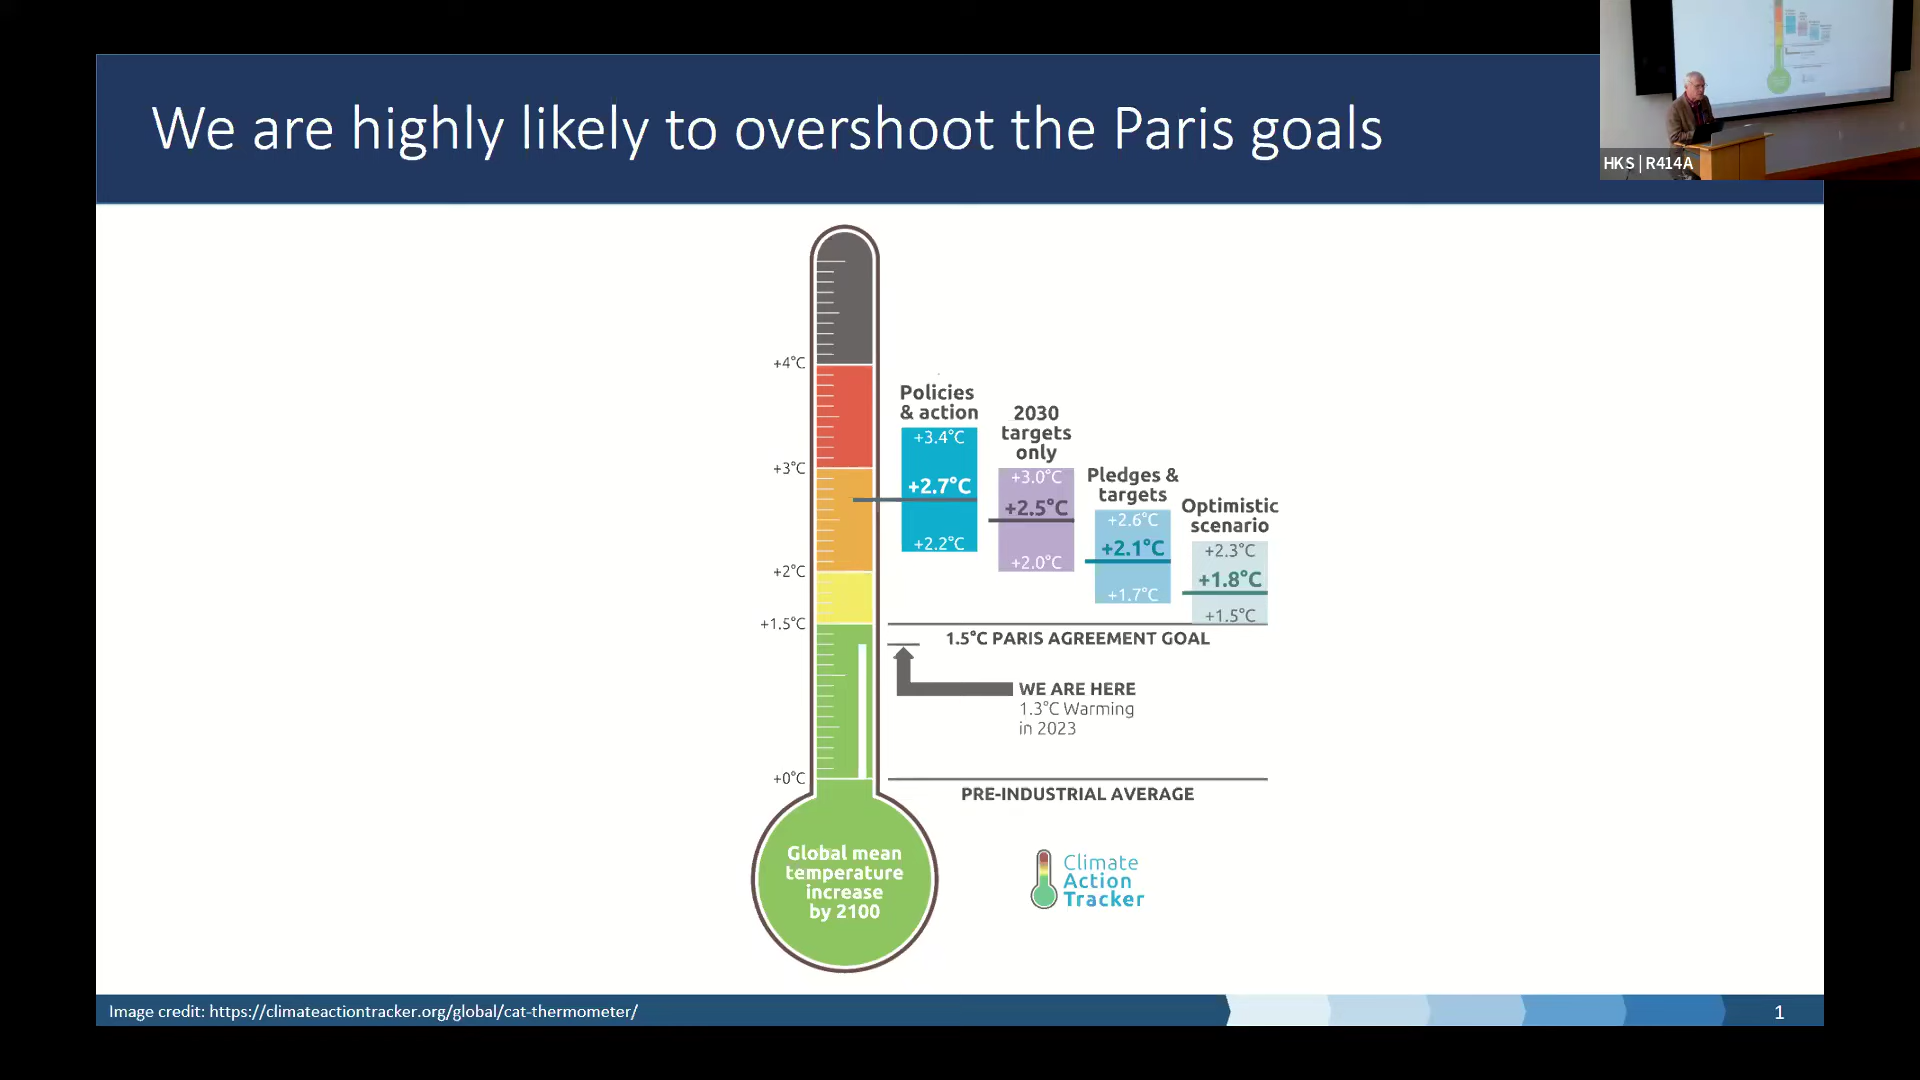 We are highly likely to overshoot the Paris goals
HKS | R414A
+4°C
+3°C
+2°C
+1.5°C
+0°C
Policies
& action
+3.4°C
+2.7°C
+2.2°C
2030
targets
only
+3.0°C
+2.5°C
+2.0°C
Pledges &
targets
+2.6°C
+2.1°C
+1.7°C
Optimistic
scenario
+2.3°C
+1.8°C
+1.5°C
1.5°C PARIS AGREEMENT GOAL
WE ARE HERE
1.3°C Warming
in 2023
PRE-INDUSTRIAL AVERAGE
Global mean
temperature
increase
by 2100
Climate
Action
Tracker
Image credit: https://climateactiontracker.org/global/cat-thermometer/
1